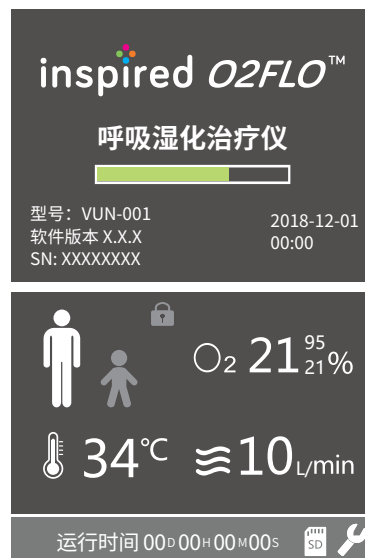 inspired O2FLO™
呼吸湿化治疗仪
型号：VUN-001
软件版本 X.X.X
SN: XXXXXXXX
2018-12-01
00:00
O2 21 95 21 %
34℃
10 L/min
运行时间 00D 00H 00M 00S
SD